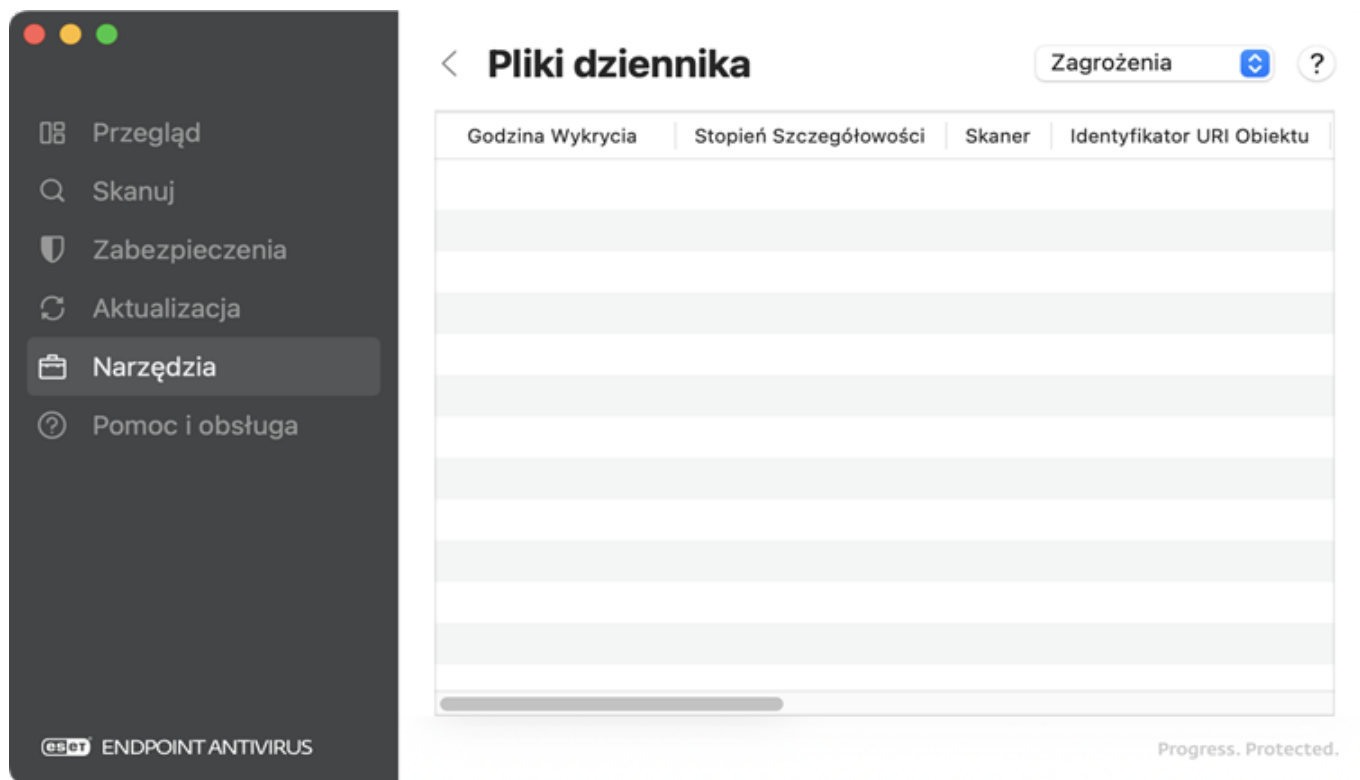 Pliki dziennika
Zagrożenia
?
Godzina Wykrycia Stopień Szczegółowości Skaner Identyfikator URI Obiektu
Przegląd
Skanuj
Zabezpieczenia
Aktualizacja
Narzędzia
Pomoc i obsługa
eseT ENDPOINT ANTIVIRUS
Progress. Protected.